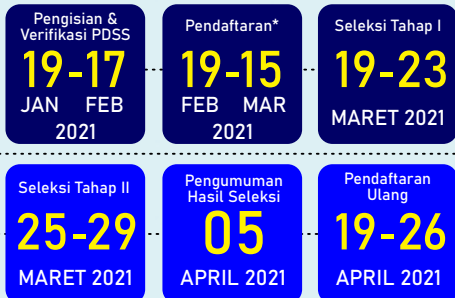 Pengisian &
Verifikasi PDSS
19-17
JAN FEB
2021
Pendaftaran*
19-15
FEB MAR
2021
Seleksi Tahap I
19-23
MARET 2021
Seleksi Tahap II
25-29
MARET 2021
Pengumuman
Hasil Seleksi
05
APRIL 2021
Pendaftaran
Ulang
19-26
APRIL 2021